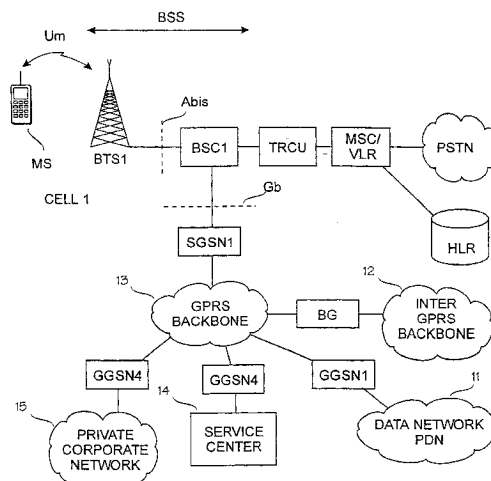 BSS
Um
Abis
MS
BTS1
BSC1
TRCU
MSC/
VLR
PSTN
CELL 1
Gb
HLR
SGSN1
13
GPRS
BACKBONE
BG
12
INTER
GPRS
BACKBONE
GGSN4
GGSN4
GGSN1
11
15
14
PRIVATE
CORPORATE
NETWORK
SERVICE
CENTER
DATA NETWORK
PDN